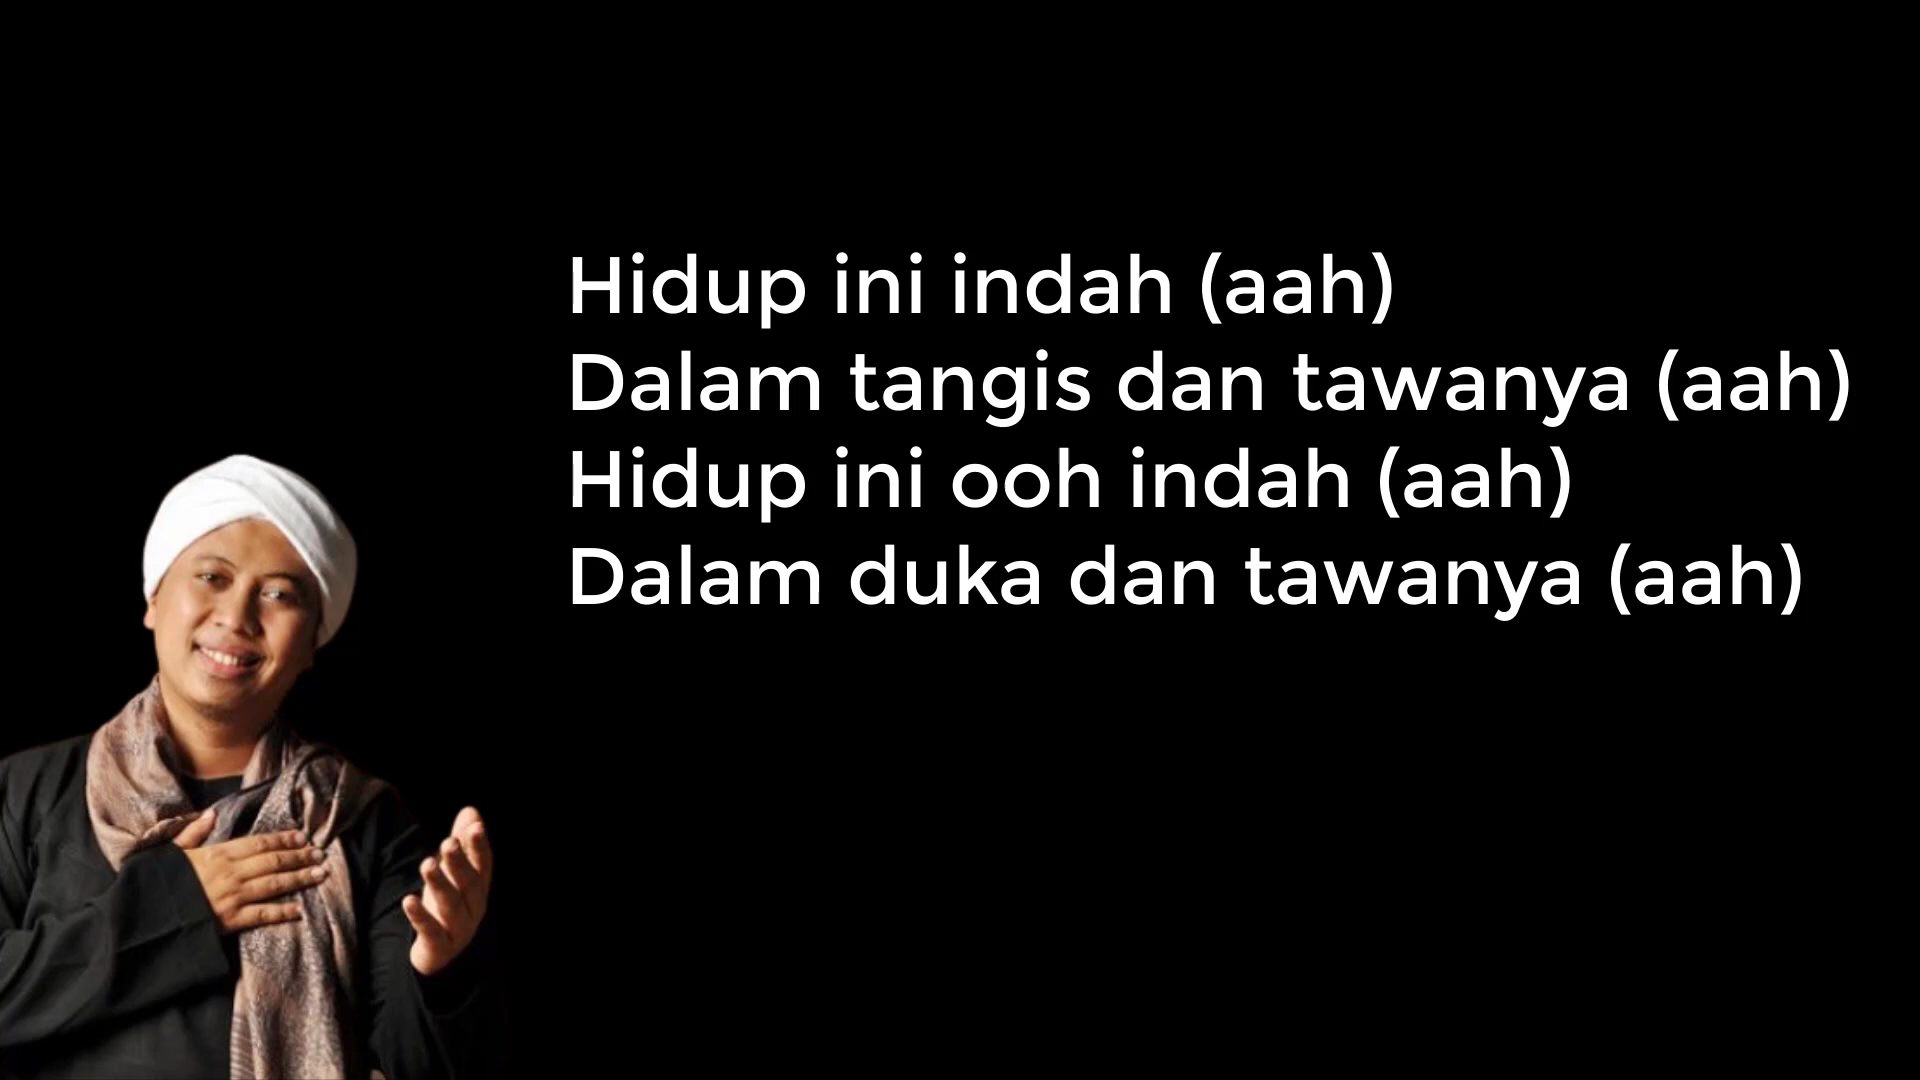 Hidup ini indah (aah)
Dalam tangis dan tawanya (aah)
Hidup ini ooh indah (aah)
Dalam duka dan tawanya (aah)